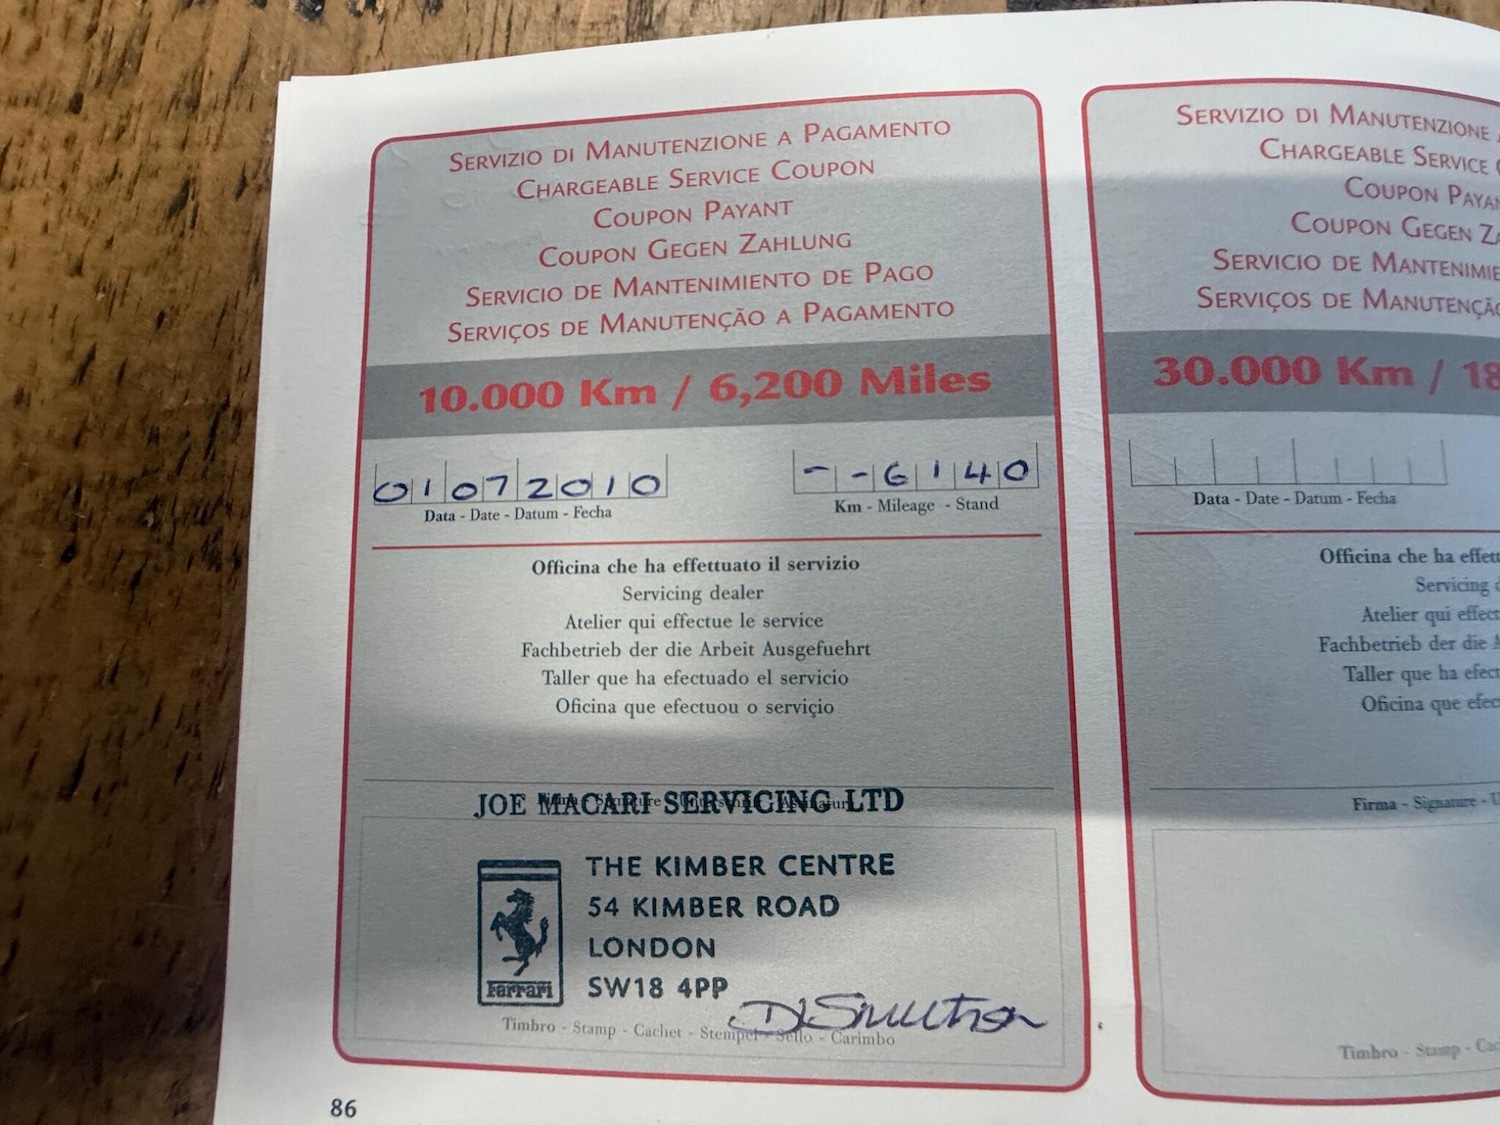 SERVIZIO DI MANUTENZIONE A PAGAMENTO
CHARGEABLE SERVICE COUPON
COUPON PAYANT
COUPON GEGEN ZAHLUNG
SERVICIO DE MANTENIMIENTO DE PAGO
SERVIÇOS DE MANUTENÇÃO A PAGAMENTO
10.000 Km / 6,200 Miles
01072010
--6140
Data - Date - Datum - Fecha
Km - Mileage - Stand
Officina che ha effettuato il servizio
Servicing dealer
Atelier qui effectue le service
Fachbetrieb der die Arbeit Ausgefuehrt
Taller que ha efectuado el servicio
Oficina que efectuou o serviçio
JOE MACARI SERVICING LTD
THE KIMBER CENTRE
54 KIMBER ROAD
LONDON
SW18 4PP
Ferrari
Timbro - Stamp - Cachet - Stempel - Sello - Carimbo
86
SERVIZIO DI MANUTENZIONE
CHARGEABLE SERVICE
COUPON
COUPON GEGEN
SERVICIO DE
SERVIÇOS DE
30.000 Km / 18
Data - Date - Datum - Fecha
Officina che ha
Servicing
Atelier qui
Fachbetrieb der die
Taller que ha
Oficina que
Firma - Signature -
Timbro - Stamp -